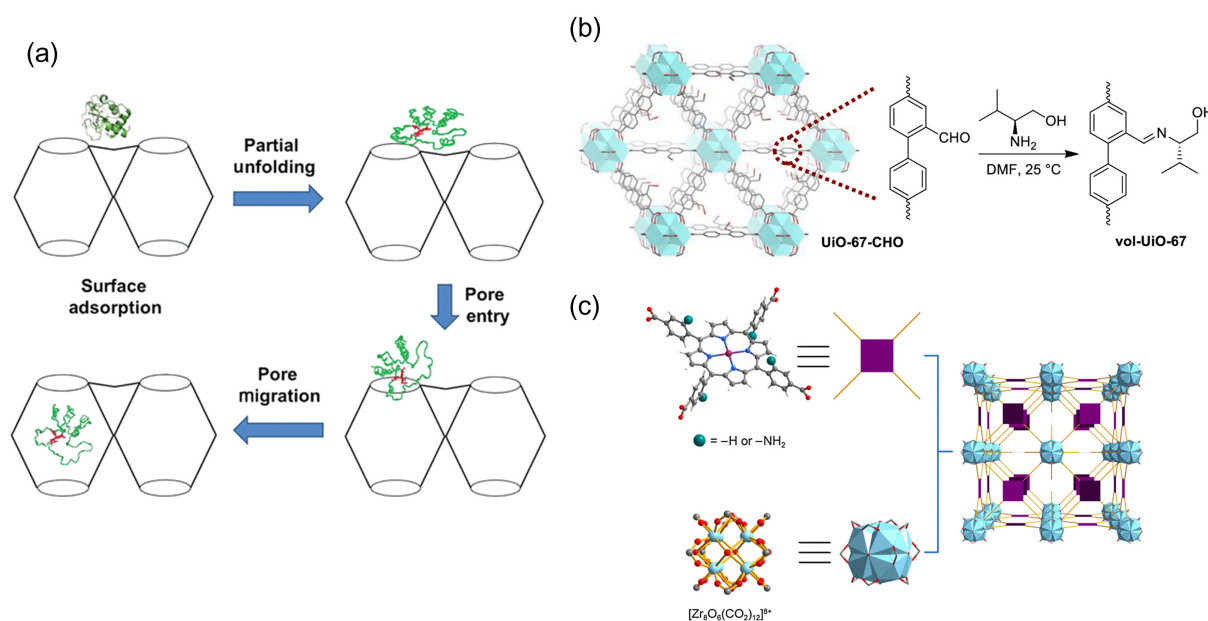 (a)
Partial
unfolding
Surface
adsorption
Pore
entry
Pore
migration
(b)
UiO-67-CHO
CHO
OH
NH₂
DMF, 25 °C
N
OH
vol-UiO-67
(c)
= –H or –NH₂
[Zr₈O₆(CO₂)₁₂]⁸⁺